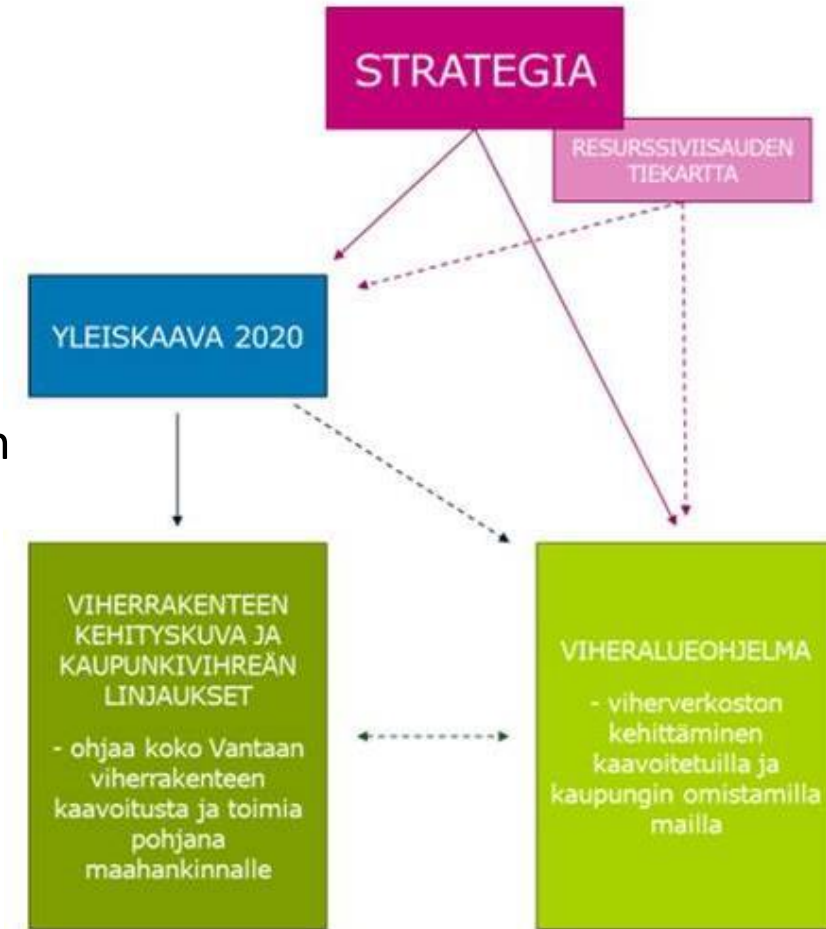 STRATEGIA
RESURSSIVIISAUDEN
TIEKARTTA
YLEISKAAVA 2020
n
VIHERRAKENTEEN
KEHITYSKUVA JA
KAUPUNKIVIHREÄN
LINJAUKSET
- ohjaa koko Vantaan
viherrakenteen
kaavoitusta ja toimia
pohjana
maahankinnalle
VIHERALUEOHJELMA
- viherverkoston
kehittäminen
kaavoitetuilla ja
kaupungin omistamilla
mailla